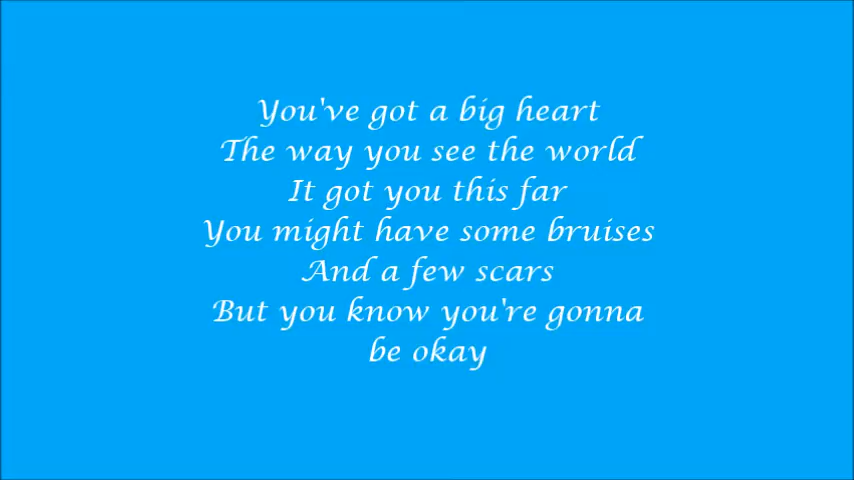 You've got a big heart
The way you see the world
It got you this far
You might have some bruises
And a few scars
But you know you're gonna
be okay